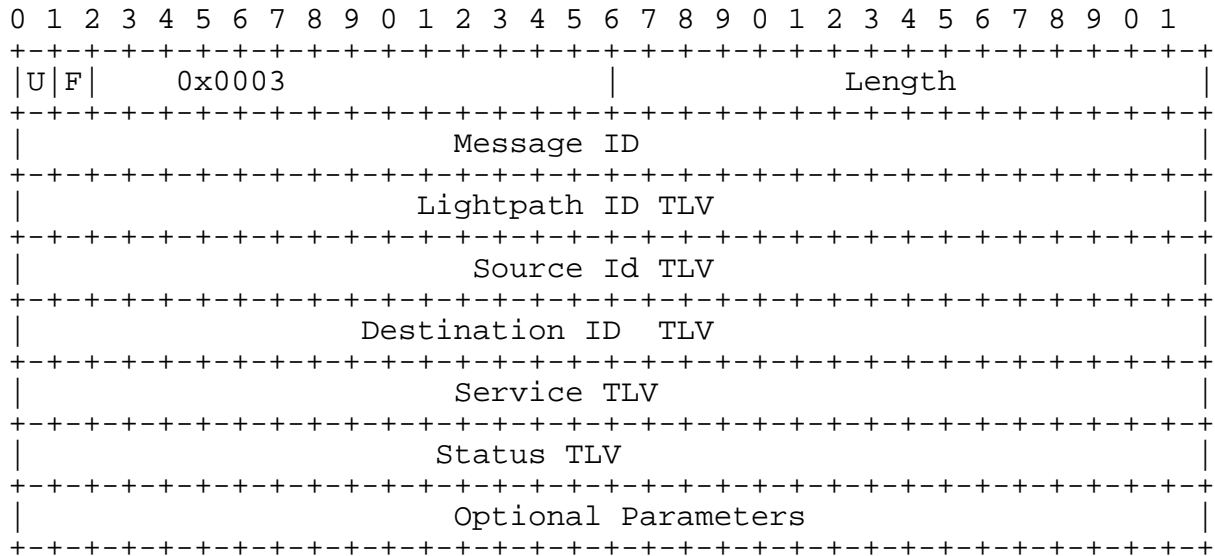 0 1 2 3 4 5 6 7 8 9 0 1 2 3 4 5 6 7 8 9 0 1 2 3 4 5 6 7 8 9 0 1
+-+-+-+-+-+-+-+-+-+-+-+-+-+-+-+-+-+-+-+-+-+-+-+-+-+-+-+-+-+-+-+-+
|U|F|    0x0003                 |            Length             |
+-+-+-+-+-+-+-+-+-+-+-+-+-+-+-+-+-+-+-+-+-+-+-+-+-+-+-+-+-+-+-+-+
|                       Message ID                              |
+-+-+-+-+-+-+-+-+-+-+-+-+-+-+-+-+-+-+-+-+-+-+-+-+-+-+-+-+-+-+-+-+
|                     Lightpath ID TLV                          |
+-+-+-+-+-+-+-+-+-+-+-+-+-+-+-+-+-+-+-+-+-+-+-+-+-+-+-+-+-+-+-+-+
|                        Source Id TLV                          |
+-+-+-+-+-+-+-+-+-+-+-+-+-+-+-+-+-+-+-+-+-+-+-+-+-+-+-+-+-+-+-+-+
|                  Destination ID  TLV                          |
+-+-+-+-+-+-+-+-+-+-+-+-+-+-+-+-+-+-+-+-+-+-+-+-+-+-+-+-+-+-+-+-+
|                       Service TLV                             |
+-+-+-+-+-+-+-+-+-+-+-+-+-+-+-+-+-+-+-+-+-+-+-+-+-+-+-+-+-+-+-+-+
|                      Status TLV                               |
+-+-+-+-+-+-+-+-+-+-+-+-+-+-+-+-+-+-+-+-+-+-+-+-+-+-+-+-+-+-+-+-+
|                       Optional Parameters                     |
+-+-+-+-+-+-+-+-+-+-+-+-+-+-+-+-+-+-+-+-+-+-+-+-+-+-+-+-+-+-+-+-+